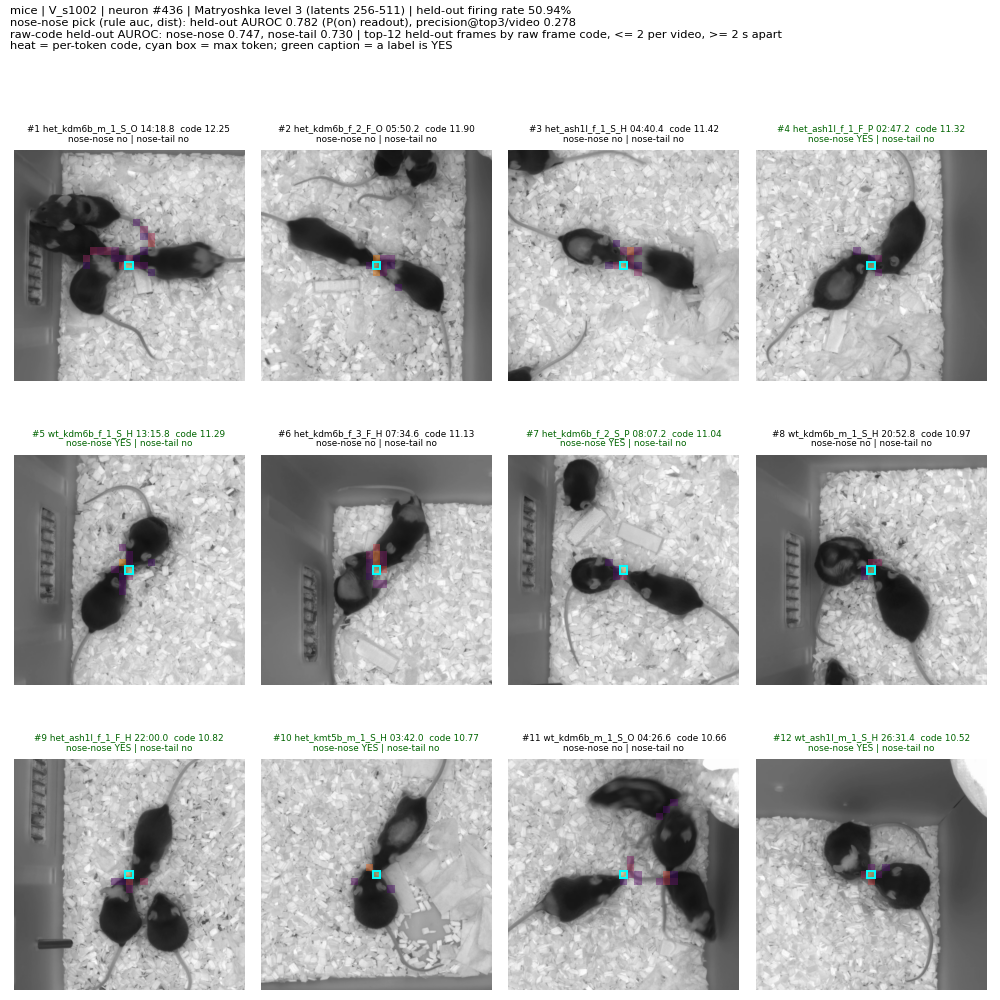 mice | V_s1002 | neuron #436 | Matryoshka level 3 (latents 256-511) | held-out firing rate 50.94%
nose-nose pick (rule auc, dist): held-out AUROC 0.782 (P(on) readout), precision@top3/video 0.278
raw-code held-out AUROC: nose-nose 0.747, nose-tail 0.730 | top-12 held-out frames by raw frame code, <= 2 per video, >= 2 s apart
heat = per-token code, cyan box = max token; green caption = a label is YES
#1 het_kdm6b_m_1_S_O 14:18.8 code 12.25
nose-nose no | nose-tail no
#2 het_kdm6b_f_2_F_O 05:50.2 code 11.90
nose-nose no | nose-tail no
#3 het_ash1l_f_1_S_H 04:40.4 code 11.42
nose-nose no | nose-tail no
#4 het_ash1l_f_1_F_P 02:47.2 code 11.32
nose-nose YES | nose-tail no
#5 wt_kdm6b_f_1_S_H 13:15.8 code 11.29
nose-nose YES | nose-tail no
#6 het_kdm6b_f_3_F_H 07:34.6 code 11.13
nose-nose no | nose-tail no
#7 het_kdm6b_f_2_S_P 08:07.2 code 11.04
nose-nose YES | nose-tail no
#8 wt_kdm6b_m_1_S_H 20:52.8 code 10.97
nose-nose no | nose-tail no
#9 het_ash1l_f_1_F_H 22:00.0 code 10.82
nose-nose YES | nose-tail no
#10 het_kmt5b_m_1_S_H 03:42.0 code 10.77
nose-nose YES | nose-tail no
#11 wt_kdm6b_m_1_S_O 04:26.6 code 10.66
nose-nose no | nose-tail no
#12 wt_ash1l_m_1_S_H 26:31.4 code 10.52
nose-nose YES | nose-tail no